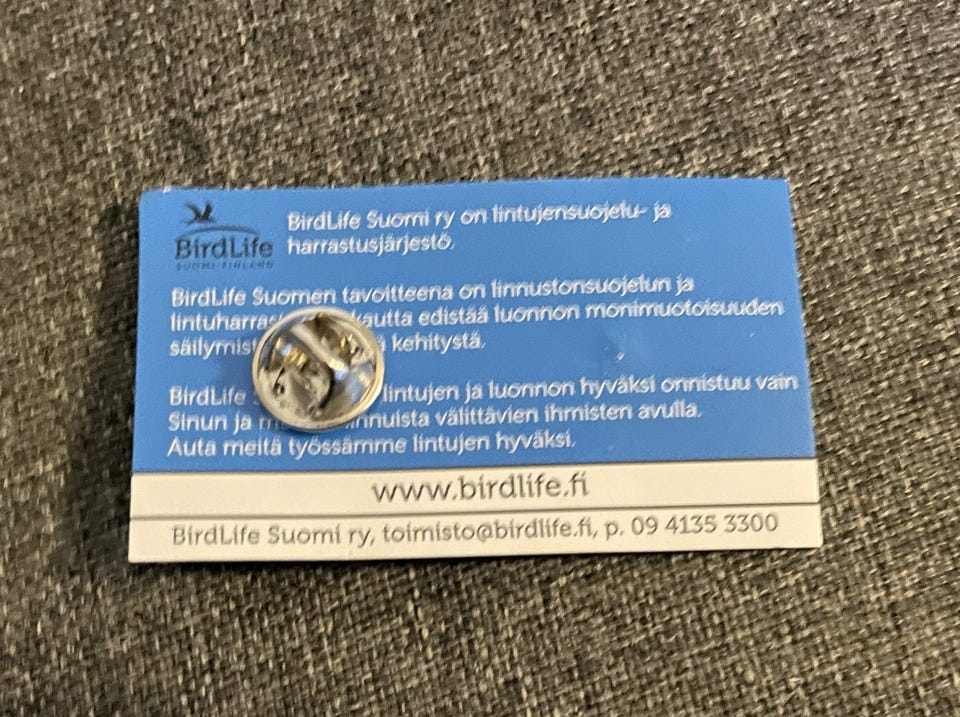 BirdLife
SUOMI FINLAND
BirdLife Suomi ry on lintujensuojelu- ja
harrastusjärjestö.
BirdLife Suomen tavoitteena on linnustonsuojelun ja
lintuharras kautta edistää luonnon monimuotoisuuden
säilymist kehitystä.
BirdLife lintujen ja luonnon hyväksi onnistuu vain
Sinun ja innuista välittävien ihmisten avulla.
Auta meitä työssämme lintujen hyväksi.
www.birdlife.fi
BirdLife Suomi ry, toimisto@birdlife.fi, p. 09 4135 3300